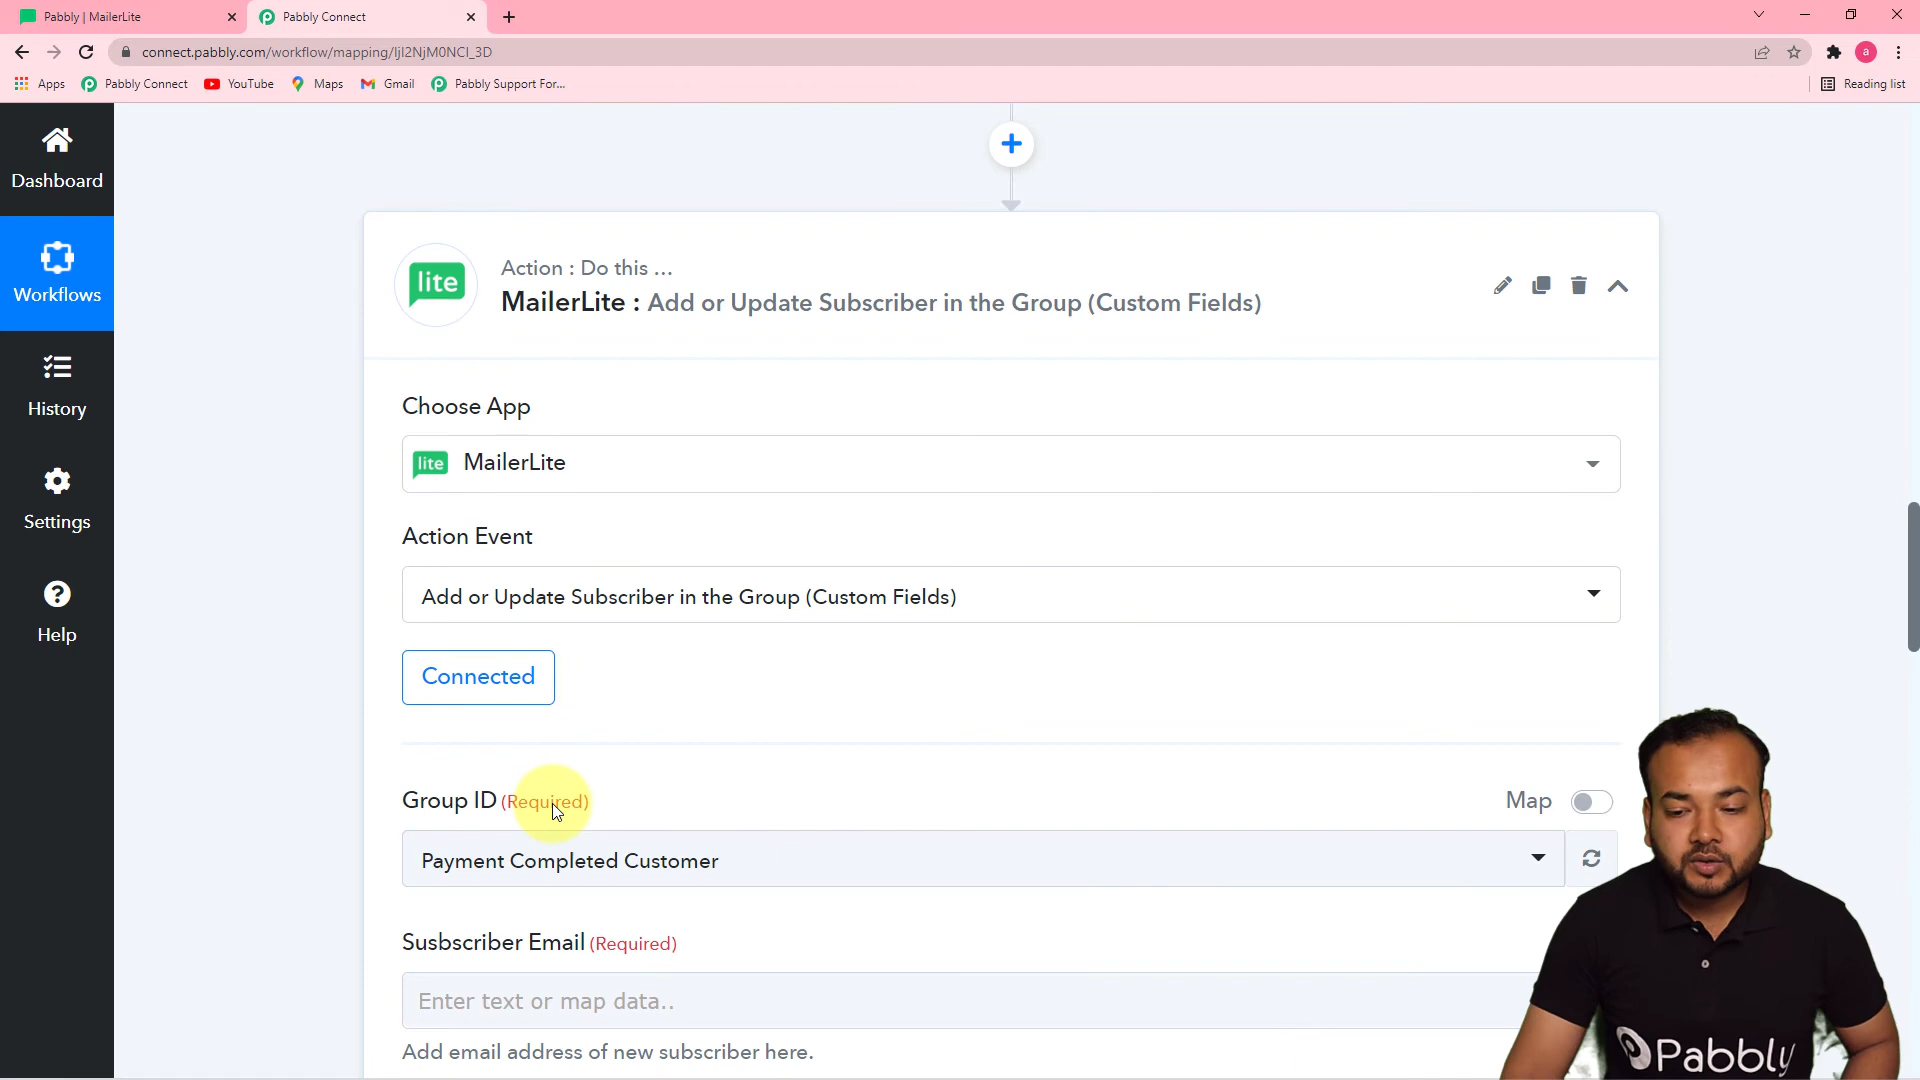 Pabbly | MailerLite
Pabbly Connect
connect.pabbly.com/workflow/mapping/IjI2NjM0NCI_3D
a
Apps
Pabbly Connect
YouTube
Maps
Gmail
Pabbly Support For...
Reading list
Dashboard
Workflows
History
Settings
Help
lite
Action : Do this ...
MailerLite : Add or Update Subscriber in the Group (Custom Fields)
Choose App
lite MailerLite
Action Event
Add or Update Subscriber in the Group (Custom Fields)
Connected
Group ID (Required)
Map
Payment Completed Customer
Susbscriber Email (Required)
Enter text or map data..
Add email address of new subscriber here.
Pabbly